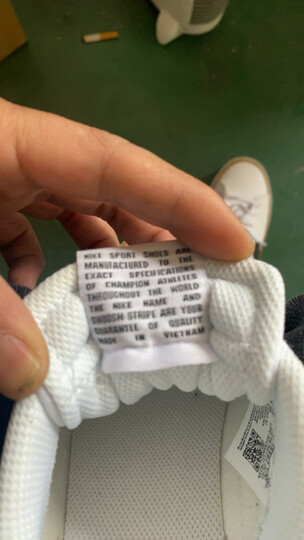 NIKE SPORT SHOES ARE
MANUFACTURED TO THE
EXACT SPECIFICATIONS
OF CHAMPION ATHLETES
THROUGHOUT THE WORLD
THE NIKE NAME AND
SWOOSH STRIPE ARE YOUR
GUARANTEE OF QUALITY
MADE IN VIETNAM